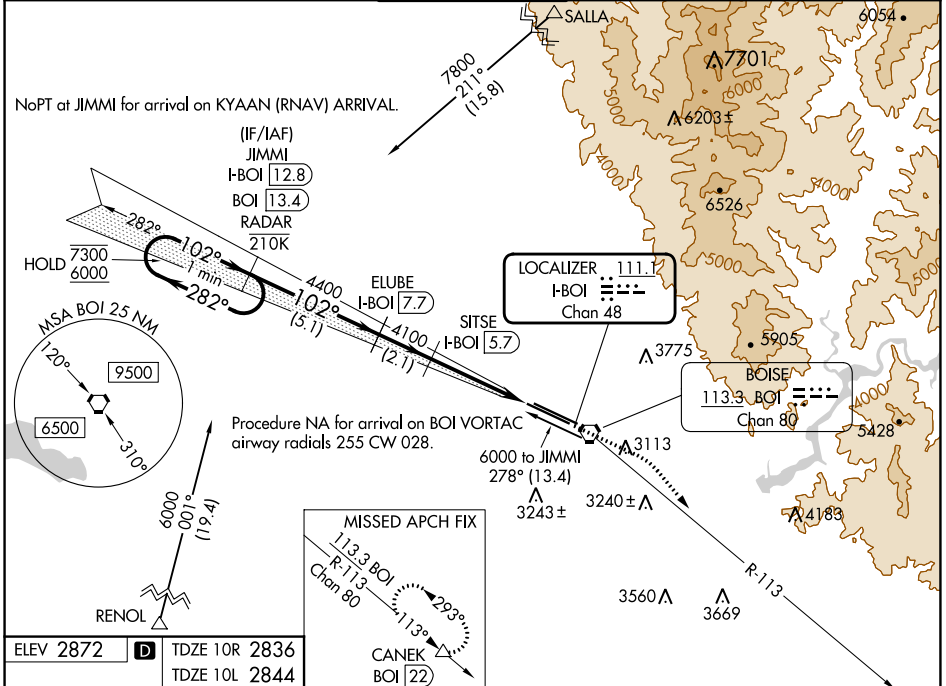 SALLA
6054
7701
7800
211°
(15.8)
6000
NoPT at JIMMI for arrival on KYAAN (RNAV) ARRIVAL.
5000
6203±
(IF/IAF)
JIMMI
I-BOI 12.8
BOI 13.4
RADAR
210K
4000
4000
6526
282°
102°
HOLD 7300
6000
1 min
282°
4400
102°
(5.1)
ELUBE
I-BOI 7.7
4100
(2.1)
SITSE
I-BOI 5.7
LOCALIZER 111.1
I-BOI
Chan 48
5000
5000
MSA BOI 25 NM
120°
9500
6500
310°
3775
5905
BOISE
113.3 BOI
Chan 80
4000
5428
Procedure NA for arrival on BOI VORTAC
airway radials 255 CW 028.
6000 to JIMMI
278° (13.4)
3113
3243±
3240±
4183
6000
001°
(19.4)
RENOL
MISSED APCH FIX
113.3 BOI
R-113
Chan 80
293°
113°
CANEK
BOI 22
R-113
3560
3669
ELEV 2872
D
TDZE 10R 2836
TDZE 10L 2844